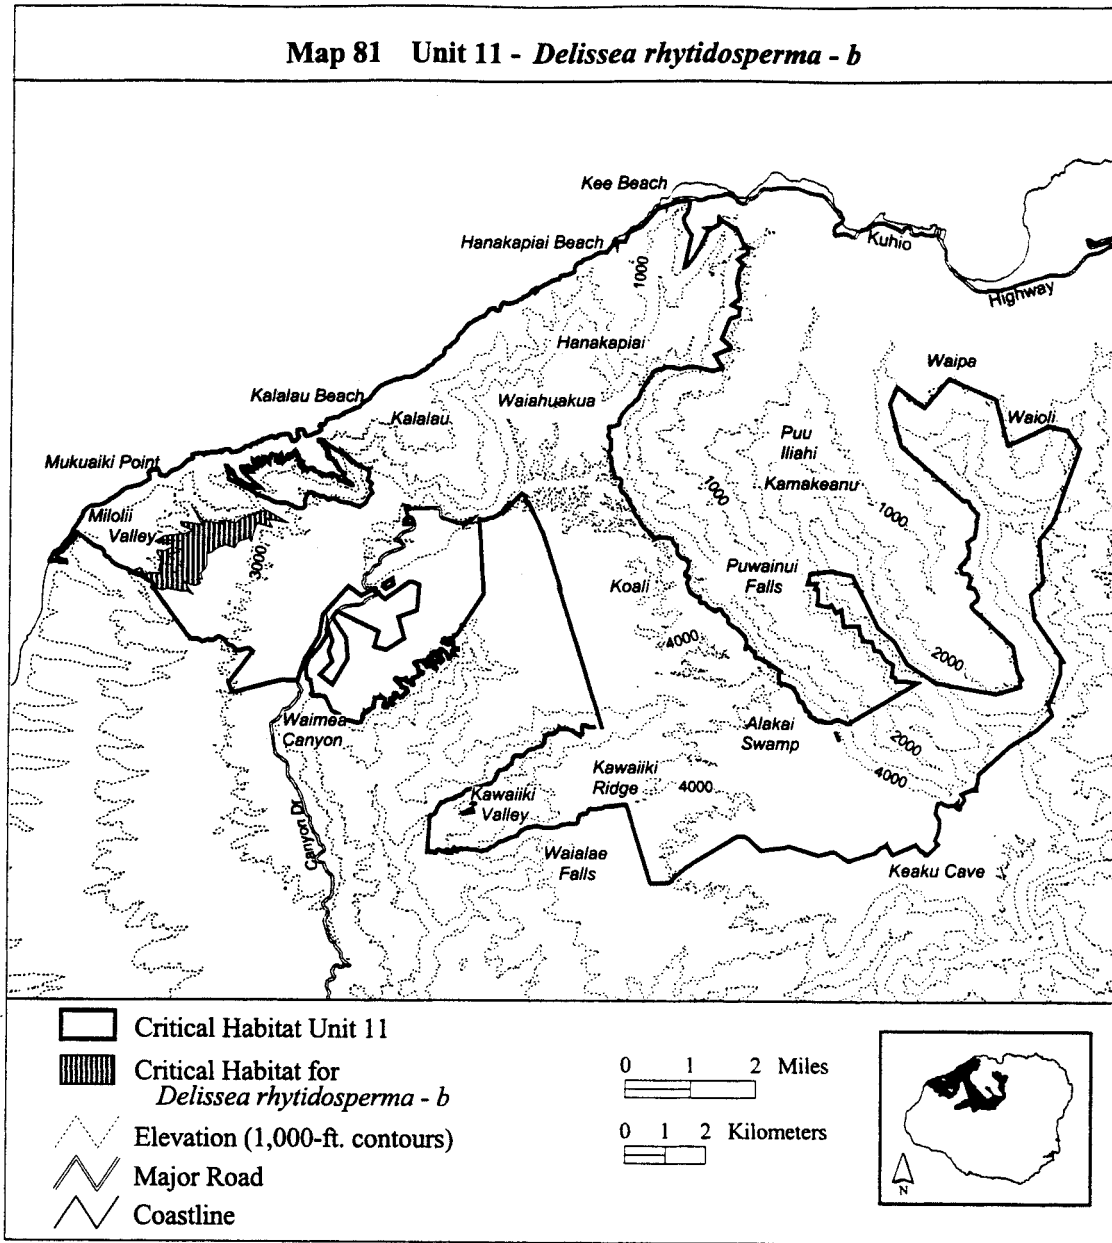 Map 81 Unit 11 - Delissea rhytidosperma - b
Kee Beach
Hanakapiai Beach
Kuhio
Highway
1000
Hanakapiai
Waipa
Kalalau Beach
Kalalau
Waiahuakua
Waioli
Puu
Iliahi
Mukuaiki Point
Kamakeanu
1000
1000
Milolii
Valley
3000
Koali
Puwainui
Falls
4000
2000
Waimea
Canyon
Alakai
Swamp
2000
4000
Kawaiiki
Ridge
4000
Kawaiiki
Valley
Canyon Dr
Waialae
Falls
Keaku Cave
Critical Habitat Unit 11
Critical Habitat for
Delissea rhytidosperma - b
Elevation (1,000-ft. contours)
Major Road
Coastline
0 1 2 Miles
0 1 2 Kilometers
N